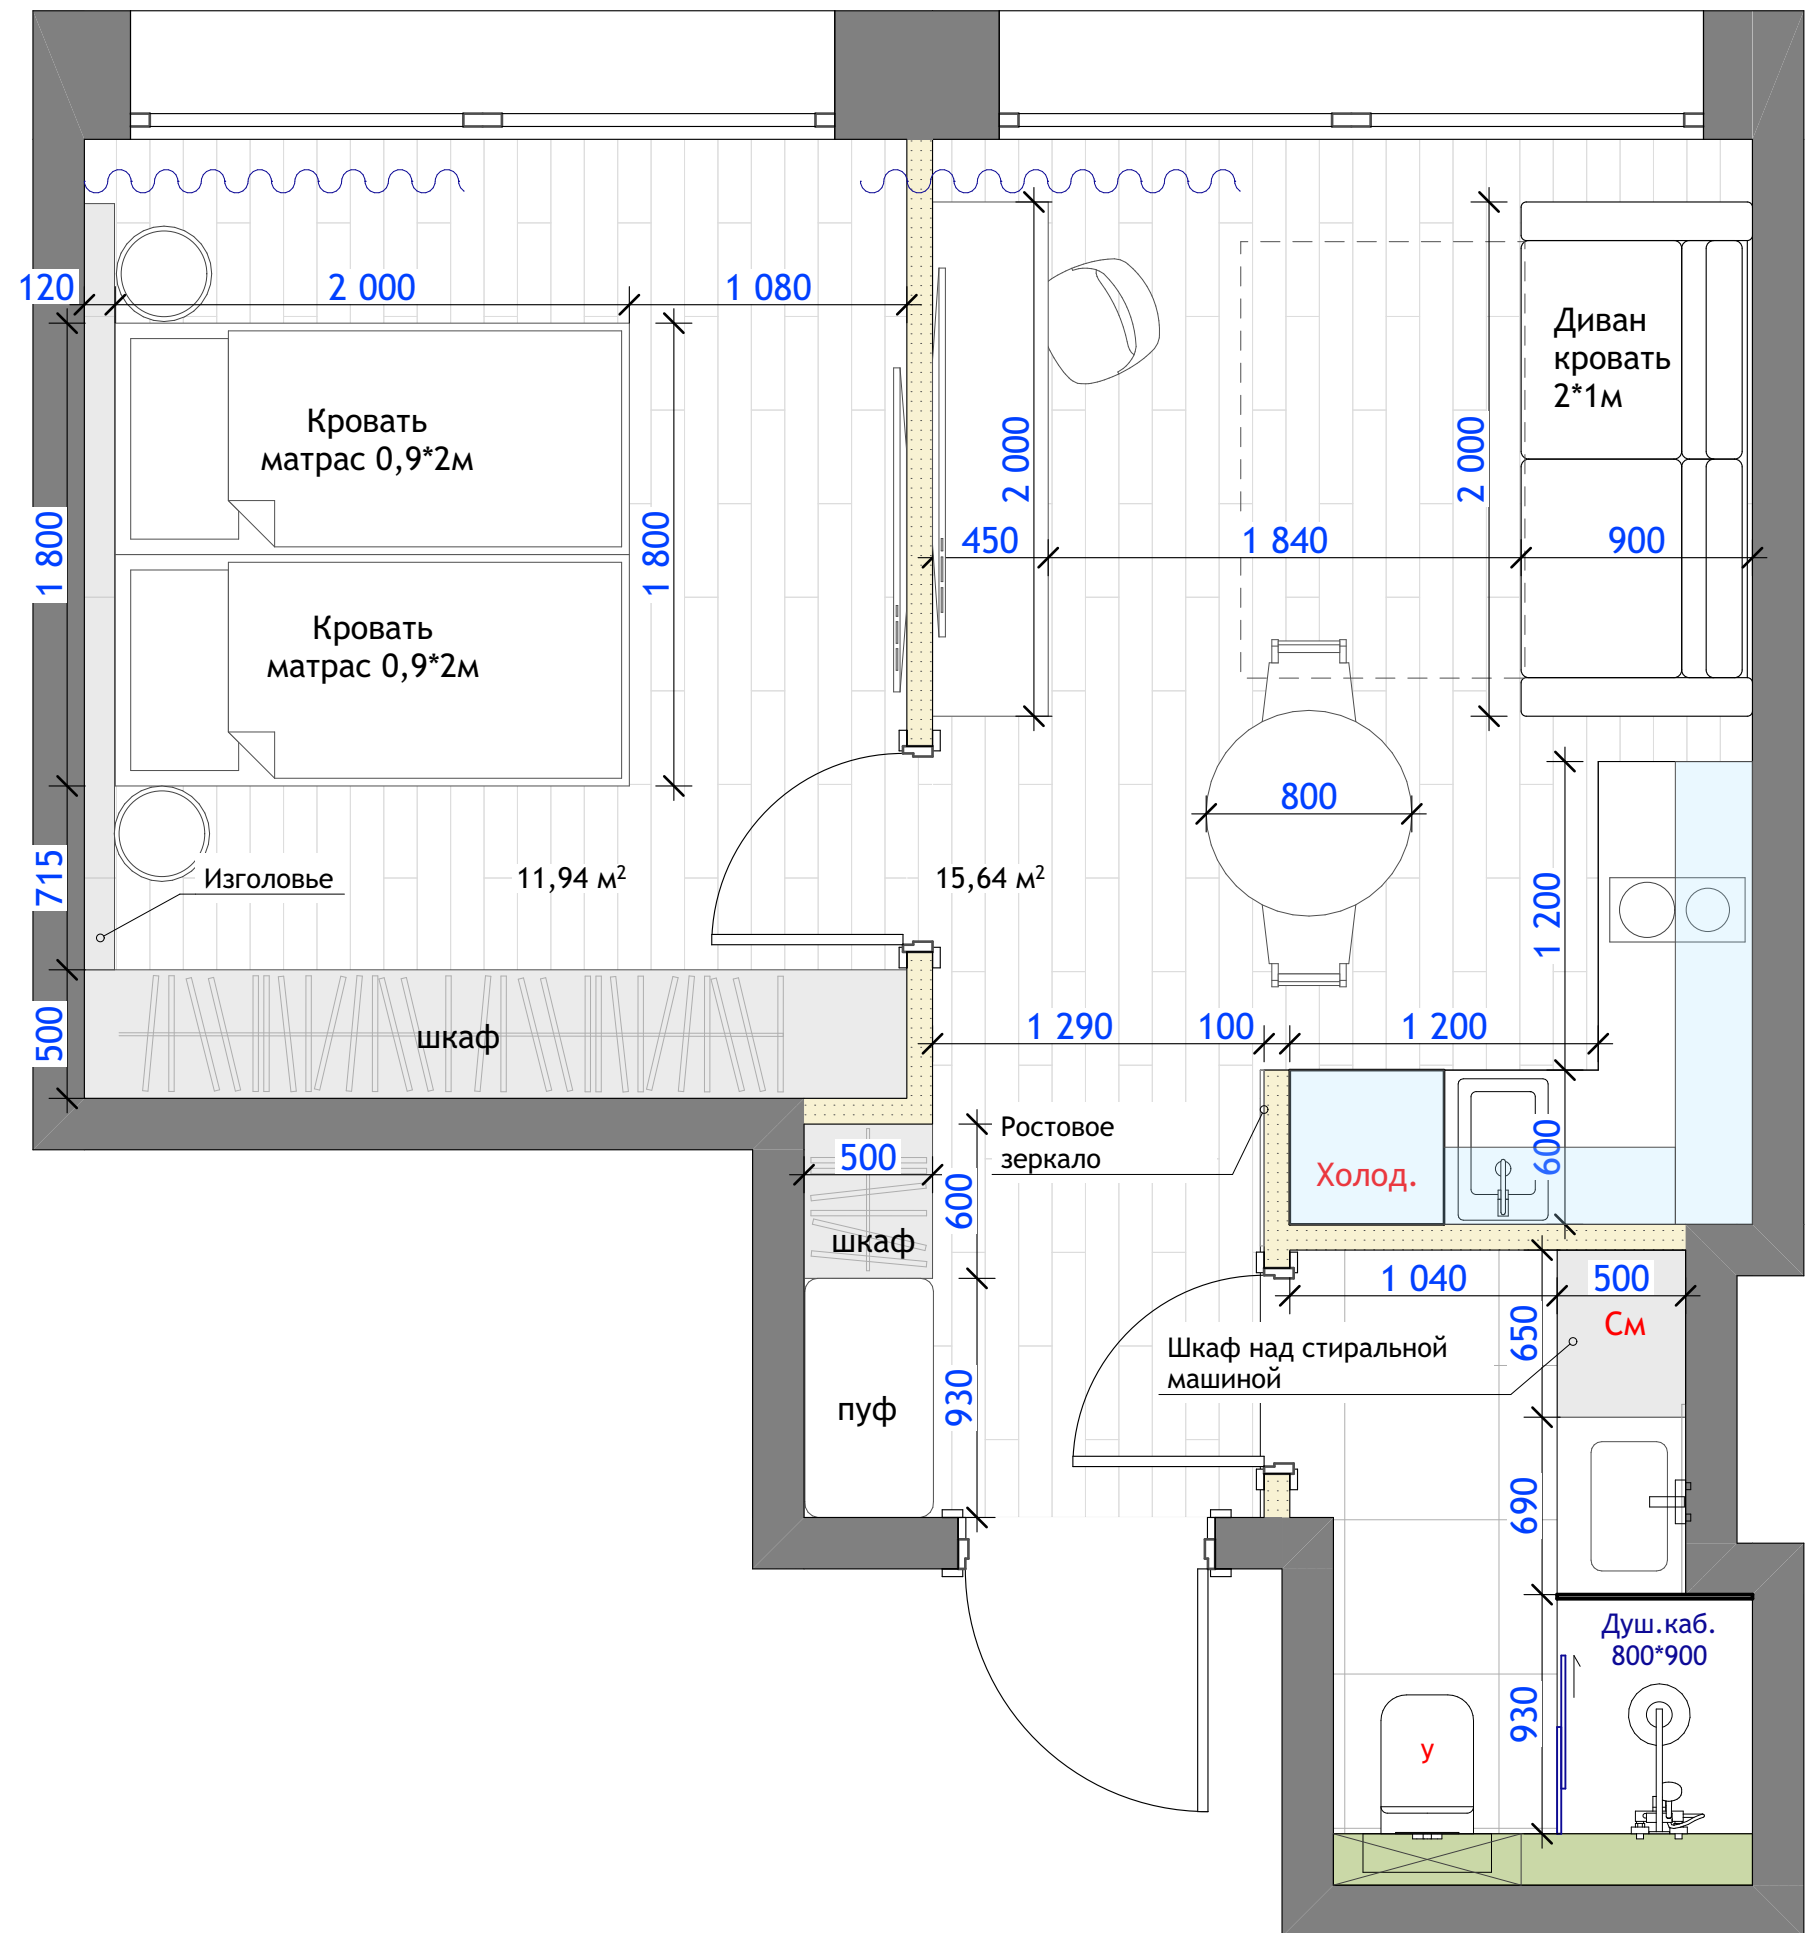 120
2 000
1 080
Диван
кровать
2*1м
Кровать
матрас 0,9*2м
2 000
2 000
1 800
1 800
450
1 840
900
Кровать
матрас 0,9*2м
800
715
Изголовье
11,94 м²
15,64 м²
1 200
500
шкаф
1 290
100
1 200
Ростовое
зеркало
500
600
600
Холод.
шкаф
1 040
500
650
См
Шкаф над стиральной
машиной
930
пуф
690
Душ.каб.
800*900
930
у